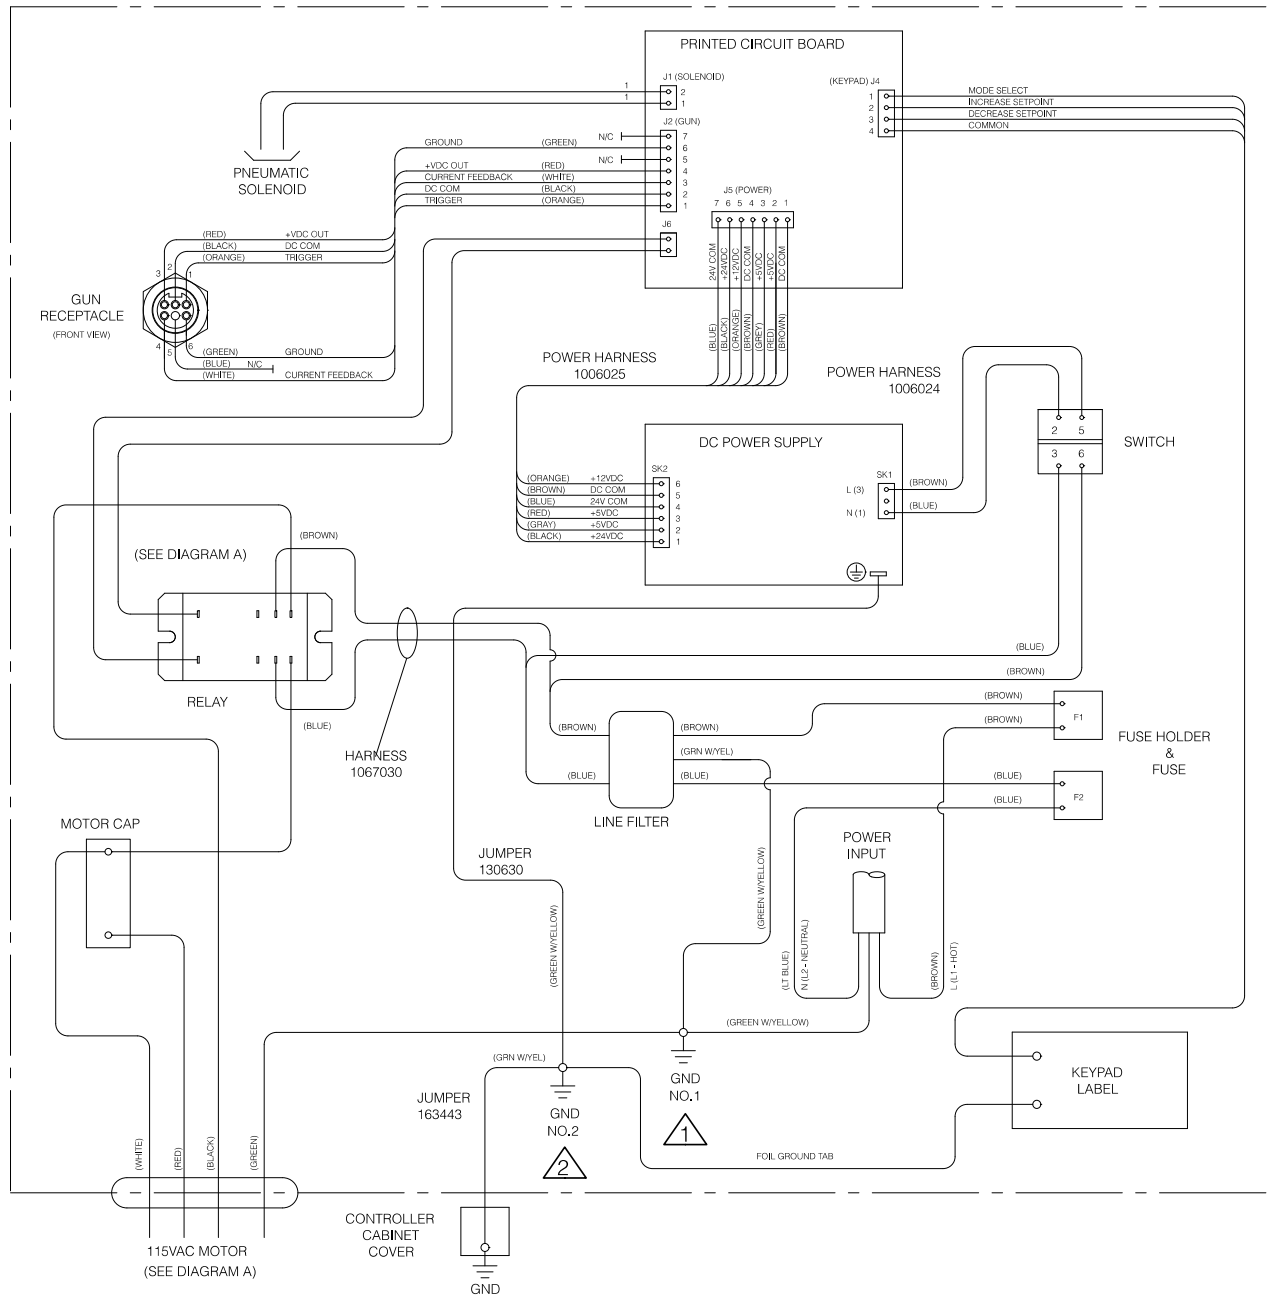 PRINTED CIRCUIT BOARD
J1 (SOLENOID)
1
2
1
1
(KEYPAD) J4
1
MODE SELECT
2
INCREASE SETPOINT
3
DECREASE SETPOINT
4
COMMON
J2 (GUN)
N/C
7
GROUND
(GREEN)
6
N/C
5
+VDC OUT
(RED)
4
CURRENT FEEDBACK
(WHITE)
3
DC COM
(BLACK)
2
TRIGGER
(ORANGE)
1
PNEUMATIC
SOLENOID
J5 (POWER)
7 6 5 4 3 2 1
24V COM
+24VDC
+12VDC
DC COM
+5VDC
+5VDC
DC COM
(BLUE)
(BLACK)
(ORANGE)
(BROWN)
(GREY)
(RED)
(BROWN)
J6
(RED)
+VDC OUT
(BLACK)
DC COM
(ORANGE)
TRIGGER
3
2
1
GUN
RECEPTACLE
(FRONT VIEW)
4
5
6
(GREEN)
GROUND
(BLUE)
N/C
(WHITE)
CURRENT FEEDBACK
POWER HARNESS
1006025
POWER HARNESS
1006024
2 5
3 6
SWITCH
DC POWER SUPPLY
SK2
(ORANGE)
+12VDC
6
(BROWN)
DC COM
5
(BLUE)
24V COM
4
(RED)
+5VDC
3
(GRAY)
+5VDC
2
(BLACK)
+24VDC
1
SK1
L (3)
(BROWN)
N (1)
(BLUE)
(BROWN)
(SEE DIAGRAM A)
RELAY
(BLUE)
HARNESS
1067030
(BLUE)
(BROWN)
(BROWN)
(BROWN)
(BROWN)
(BROWN)
(GRN W/YEL)
(BLUE)
(BLUE)
(BLUE)
(BLUE)
F1
F2
FUSE HOLDER
&
FUSE
LINE FILTER
MOTOR CAP
JUMPER
130630
POWER
INPUT
(GREEN W/YELLOW)
(GREEN W/YELLOW)
(LT BLUE)
N (L2 - NEUTRAL)
(BROWN)
L (L1 - HOT)
(GREEN W/YELLOW)
(GRN W/YEL)
GND
NO.1
1
GND
NO.2
2
JUMPER
163443
KEYPAD
LABEL
FOIL GROUND TAB
(WHITE)
(RED)
(BLACK)
(GREEN)
115VAC MOTOR
(SEE DIAGRAM A)
CONTROLLER
CABINET
COVER
GND